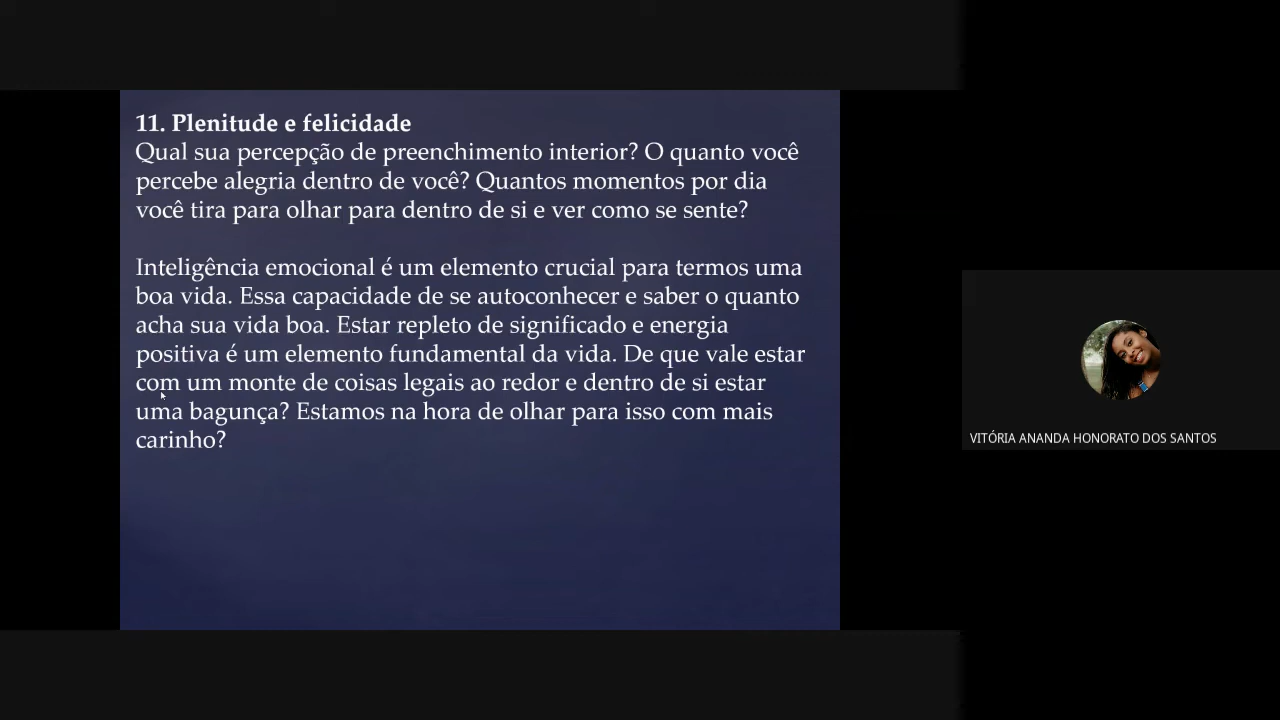 11. Plenitude e felicidade
Qual sua percepção de preenchimento interior? O quanto você
percebe alegria dentro de você? Quantos momentos por dia
você tira para olhar para dentro de si e ver como se sente?
Inteligência emocional é um elemento crucial para termos uma
boa vida. Essa capacidade de se autoconhecer e saber o quanto
acha sua vida boa. Estar repleto de significado e energia
positiva é um elemento fundamental da vida. De que vale estar
com um monte de coisas legais ao redor e dentro de si estar
uma bagunça? Estamos na hora de olhar para isso com mais
carinho?
VITÓRIA ANANDA HONORATO DOS SANTOS